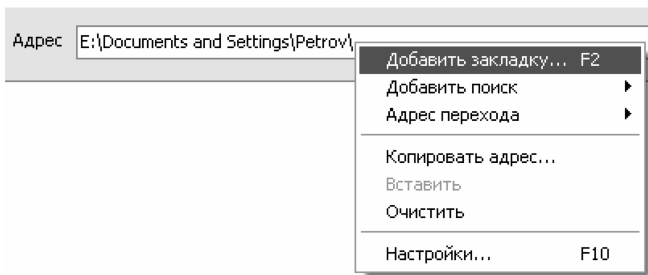 Адрес E:\Documents and Settings\Petrov\
Добавить закладку... F2
Добавить поиск
Адрес перехода
Копировать адрес...
Вставить
Очистить
Настройки... F10